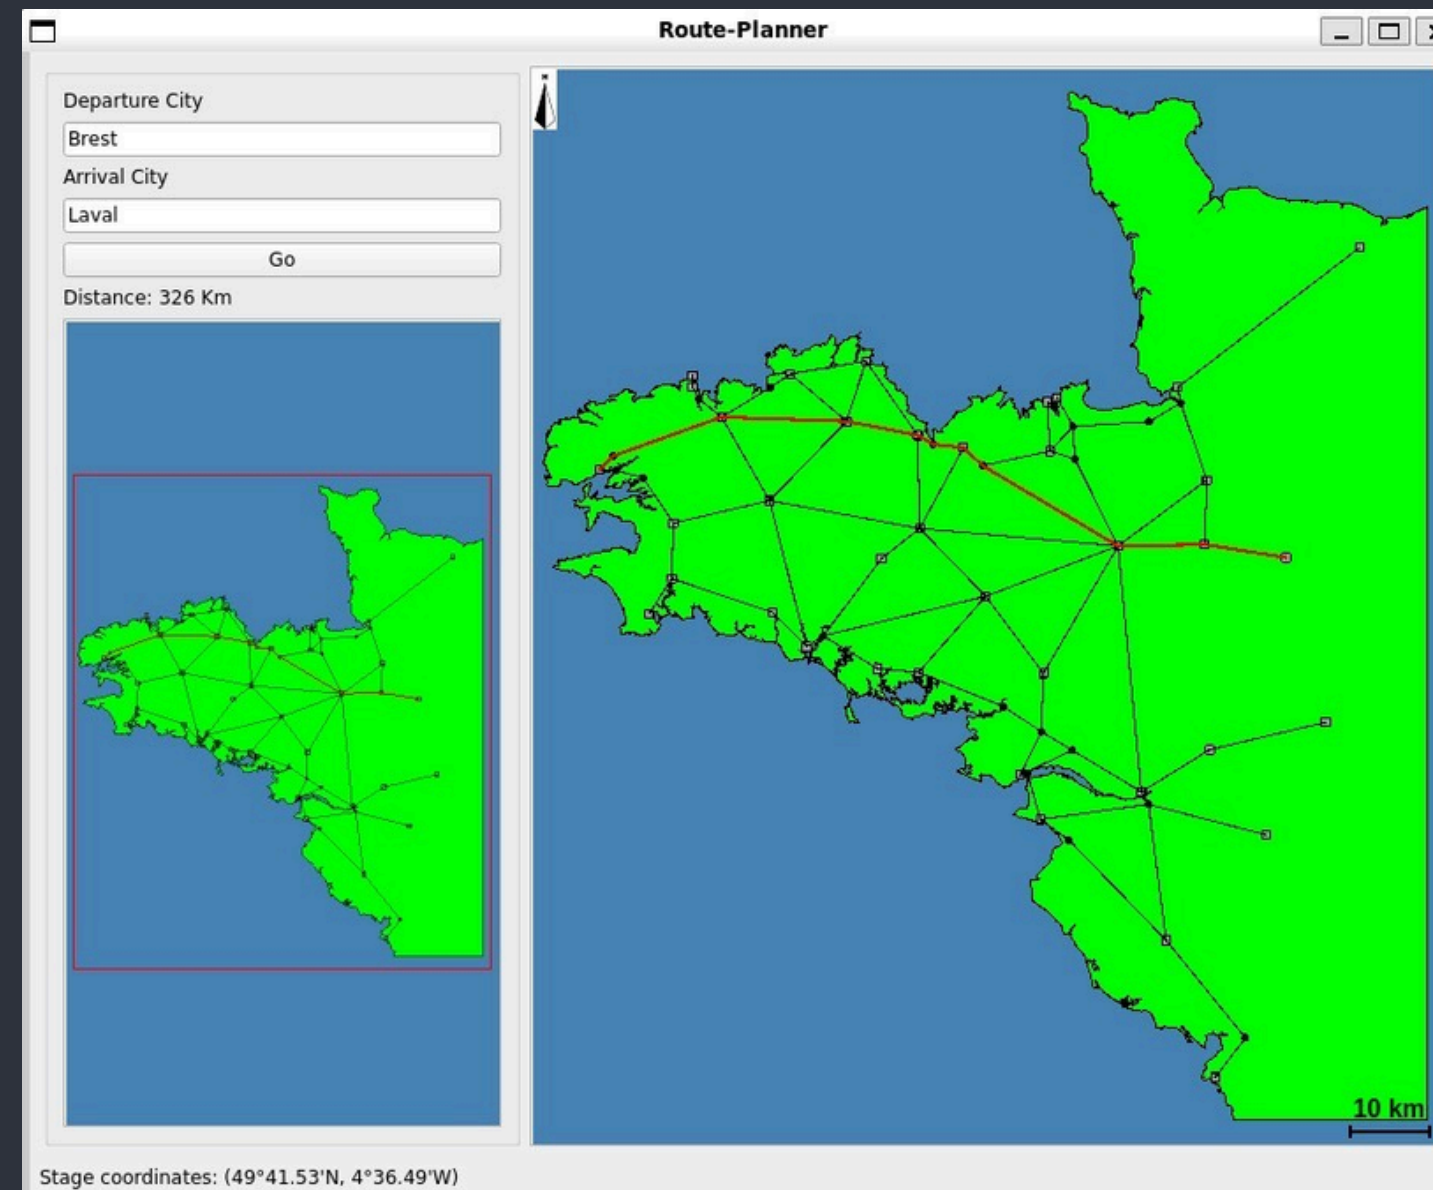 Route-Planner
Departure City
Brest
Arrival City
Laval
Go
Distance: 326 Km
10 km
Stage coordinates: (49°41.53'N, 4°36.49'W)